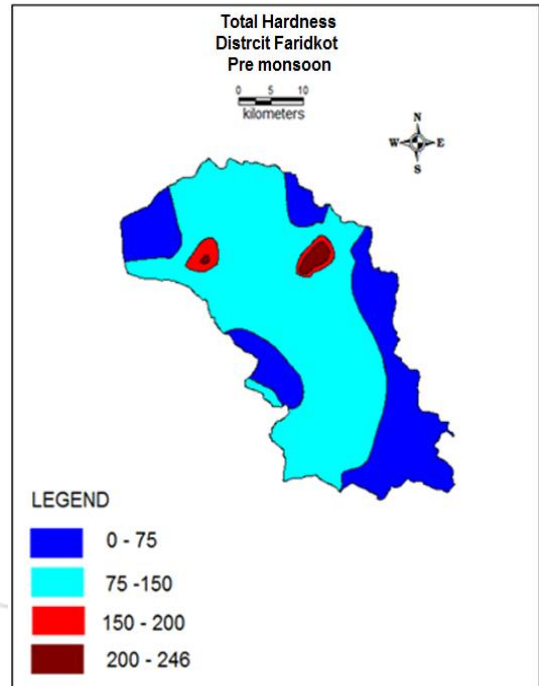 Total Hardness
Distrcit Faridkot
Pre monsoon
0 5 10
kilometers
N
W E
S
LEGEND
0 - 75
75 -150
150 - 200
200 - 246